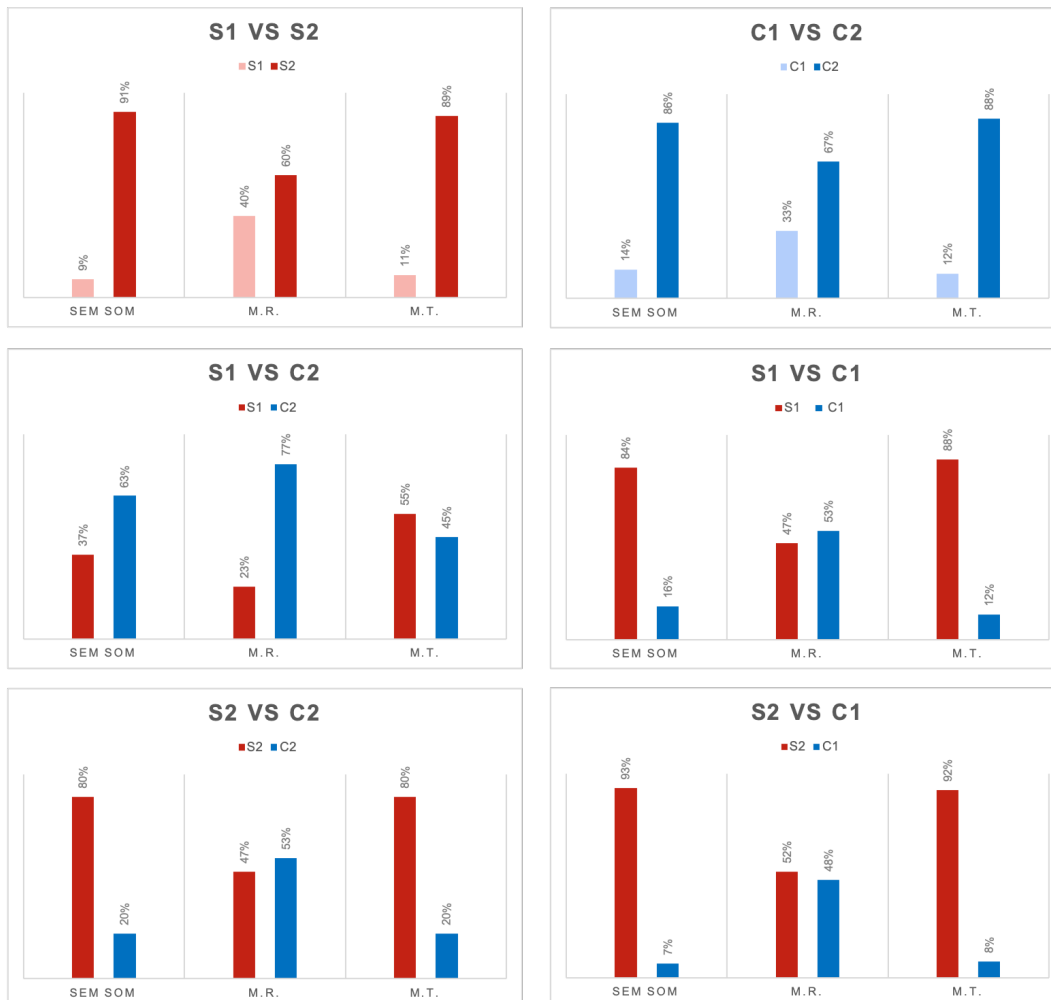 S1 VS S2
S1 S2
9% 91% 40% 60% 11% 89%
SEM SOM M.R. M.T.
C1 VS C2
C1 C2
14% 86% 33% 67% 12% 88%
SEM SOM M.R. M.T.
S1 VS C2
S1 C2
37% 63% 23% 77% 55% 45%
SEM SOM M.R. M.T.
S1 VS C1
S1 C1
84% 16% 47% 53% 88% 12%
SEM SOM M.R. M.T.
S2 VS C2
S2 C2
80% 20% 47% 53% 80% 20%
SEM SOM M.R. M.T.
S2 VS C1
S2 C1
93% 7% 52% 48% 92% 8%
SEM SOM M.R. M.T.